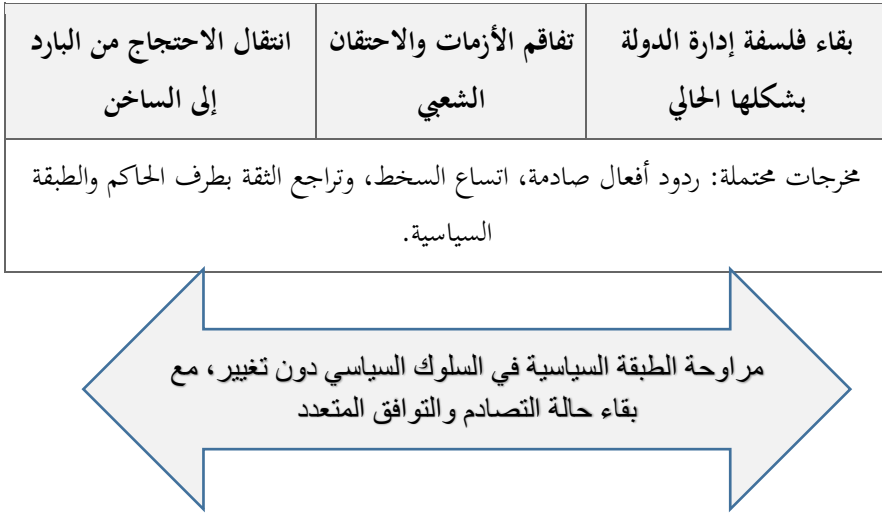 بقاء فلسفة إدارة الدولة
بشكلها الحالي
تفاقم الأزمات والاحتقان
الشعبي
انتقال الاحتجاج من البارد
إلى الساخن
مخرجات محتملة: ردود أفعال صادمة، اتساع السخط، وتراجع الثقة بطرف الحاكم والطبقة
السياسية.
مراوحة الطبقة السياسية في السلوك السياسي دون تغيير، مع
بقاء حالة التصادم والتوافق المتعدد